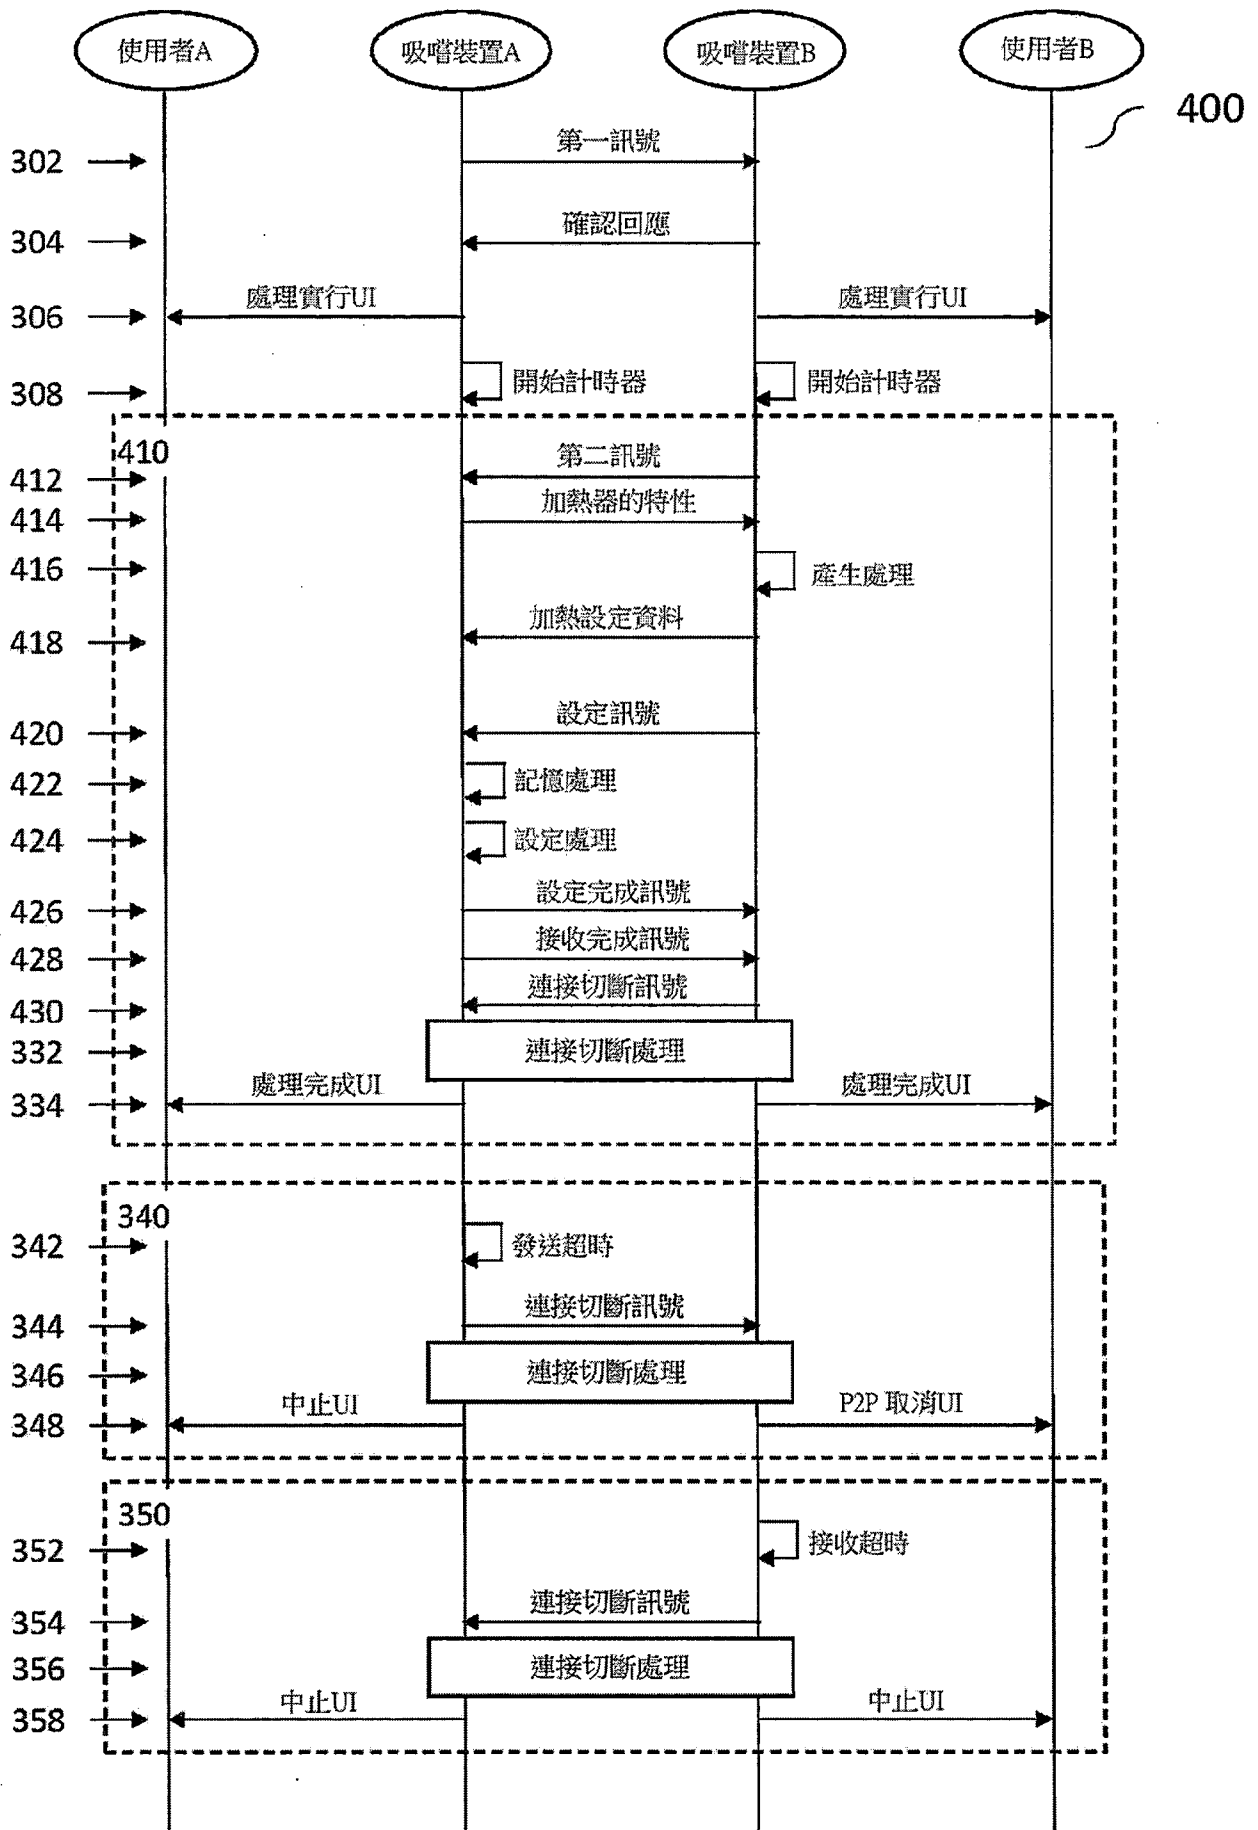 使用者A 吸嚐裝置A 吸嚐裝置B 使用者B
400
302 第一訊號
304 確認回應
306 處理實行UI 處理實行UI
308 開始計時器 開始計時器
410
412 第二訊號
414 加熱器的特性
416 產生處理
418 加熱設定資料
420 設定訊號
422 記憶處理
424 設定處理
426 設定完成訊號
428 接收完成訊號
430 連接切斷訊號
332 連接切斷處理
334 處理完成UI 處理完成UI
340
342 發送超時
344 連接切斷訊號
346 連接切斷處理
348 中止UI P2P 取消UI
350
352 接收超時
354 連接切斷訊號
356 連接切斷處理
358 中止UI 中止UI